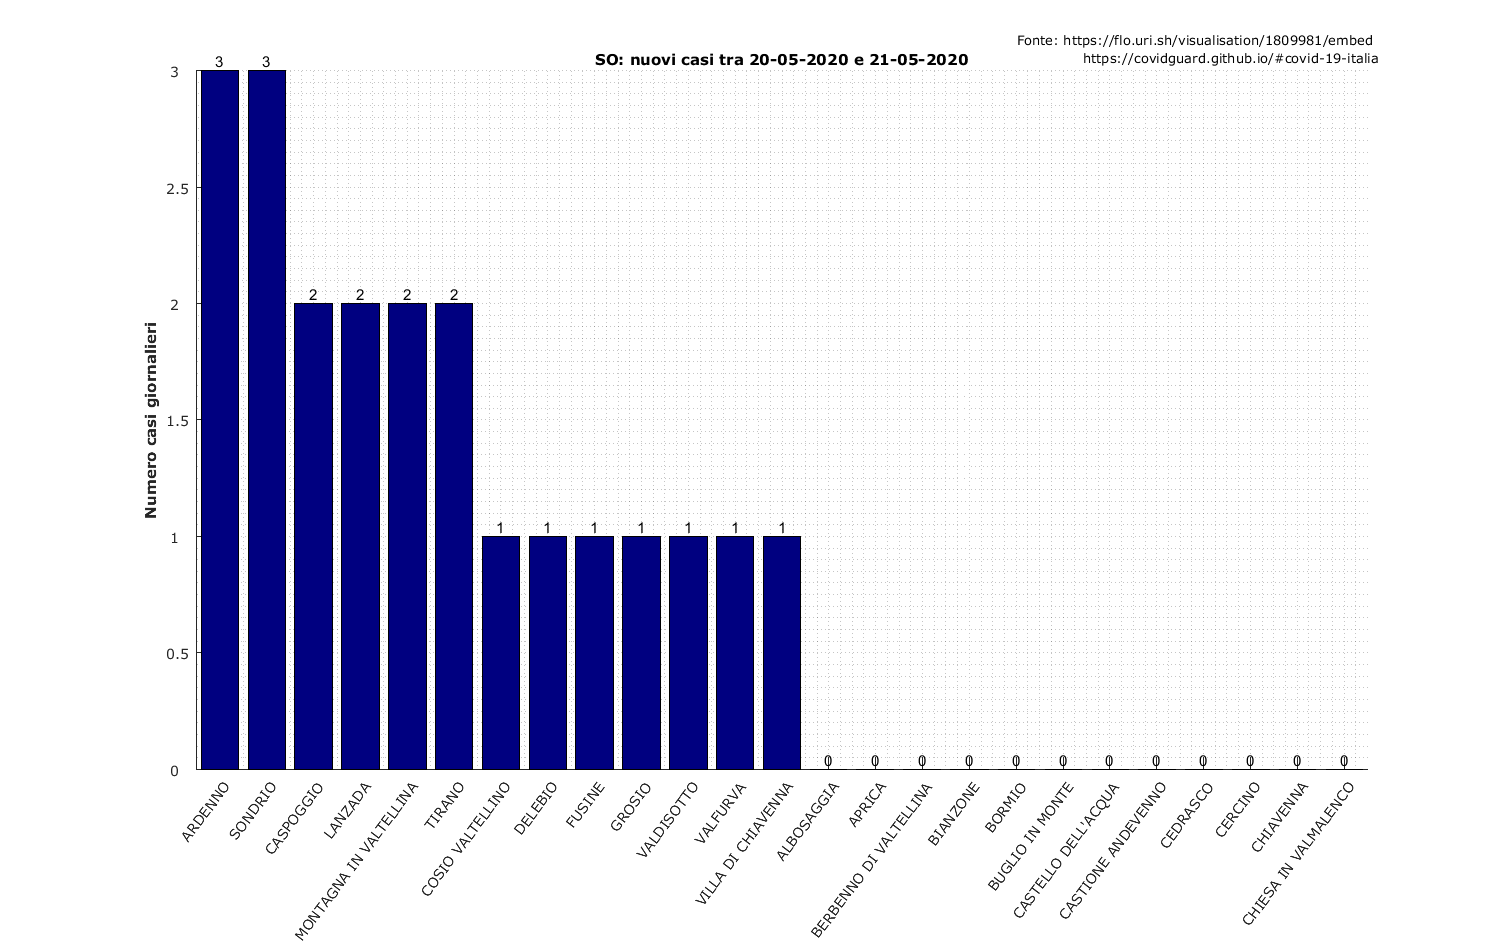 Fonte: https://flo.uri.sh/visualisation/1809981/embed
https://covidguard.github.io/#covid-19-italia
SO: nuovi casi tra 20-05-2020 e 21-05-2020
Numero casi giornalieri
3
2.5
2
1.5
1
0.5
0
3
3
2
2
2
2
1
1
1
1
1
1
1
0
0
0
0
0
0
0
0
0
0
0
0
ARDENNO
SONDRIO
CASPOGGIO
LANZADA
MONTAGNA IN VALTELLINA
TIRANO
COSIO VALTELLINO
DELEBIO
FUSINE
GROSIO
VALDISOTTO
VALFURVA
VILLA DI CHIAVENNA
ALBOSAGGIA
APRICA
BERBENNO DI VALTELLINA
BIANZONE
BORMIO
BUGLIO IN MONTE
CASTELLO DELL'ACQUA
CASTIONE ANDEVENNO
CEDRASCO
CERCINO
CHIAVENNA
CHIESA IN VALMALENCO